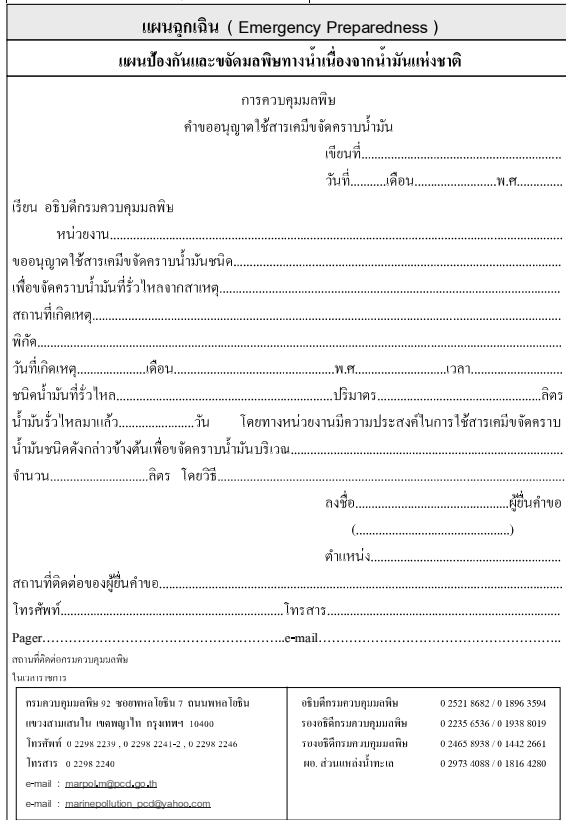 แผนฉุกเฉิน ( Emergency Preparedness )
แผนป้องกันและขจัดมลพิษทางน้ำเนื่องจากน้ำมันแห่งชาติ
การควบคุมมลพิษ
คำขออนุญาตใช้สารเคมีขจัดคราบน้ำมัน
เขียนที่............................................................
วันที่...........เดือน.........................พ.ศ..............
เรียน อธิบดีกรมควบคุมมลพิษ
หน่วยงาน..........................................................................................
ขออนุญาตใช้สารเคมีขจัดคราบน้ำมันชนิด............................................................
เพื่อขจัดคราบน้ำมันที่รั่วไหลจากสาเหตุ............................................................
สถานที่เกิดเหตุ..........................................................................................
พิกัด....................................................................................................
วันที่เกิดเหตุ.....................เดือน................................................พ.ศ...........................เวลา...........................
ชนิดน้ำมันที่รั่วไหล.................................................................ปริมาตร.................................................ลิตร
น้ำมันรั่วไหลมาแล้ว.......................วัน โดยทางหน่วยงานมีความประสงค์ในการใช้สารเคมีขจัดคราบ
น้ำมันชนิดดังกล่าวข้างต้นเพื่อขจัดคราบน้ำมันบริเวณ............................................................
จำนวน.............................ลิตร โดยวิธี............................................................
ลงชื่อ..............................................ผู้ยื่นคำขอ
(...............................................)
ตำแหน่ง.........................................................
สถานที่ติดต่อของผู้ยื่นคำขอ............................................................
โทรศัพท์..................................................................โทรสาร..................................................................
Pager…………………………………………..e-mail…………………………………………..
สถานที่ติดต่อกรมควบคุมมลพิษ
ในเวลาราชการ
กรมควบคุมมลพิษ 92 ซอยพหลโยธิน 7 ถนนพหลโยธิน
แขวงสามเสนใน เขตพญาไท กรุงเทพฯ 10400
โทรศัพท์ 0 2298 2239 , 0 2298 2241-2 , 0 2298 2246
โทรสาร 0 2298 2240
e-mail : marpol.m@pcd.go.th
e-mail : marinepollution_pcd@yahoo.com
อธิบดีกรมควบคุมมลพิษ 0 2521 8682 / 0 1896 3594
รองอธิบดีกรมควบคุมมลพิษ 0 2235 6536 / 0 1938 8019
รองอธิบดีกรมควบคุมมลพิษ 0 2465 8938 / 0 1442 2661
ผอ. ส่วนแหล่งน้ำทะเล 0 2973 4088 / 0 1816 4280